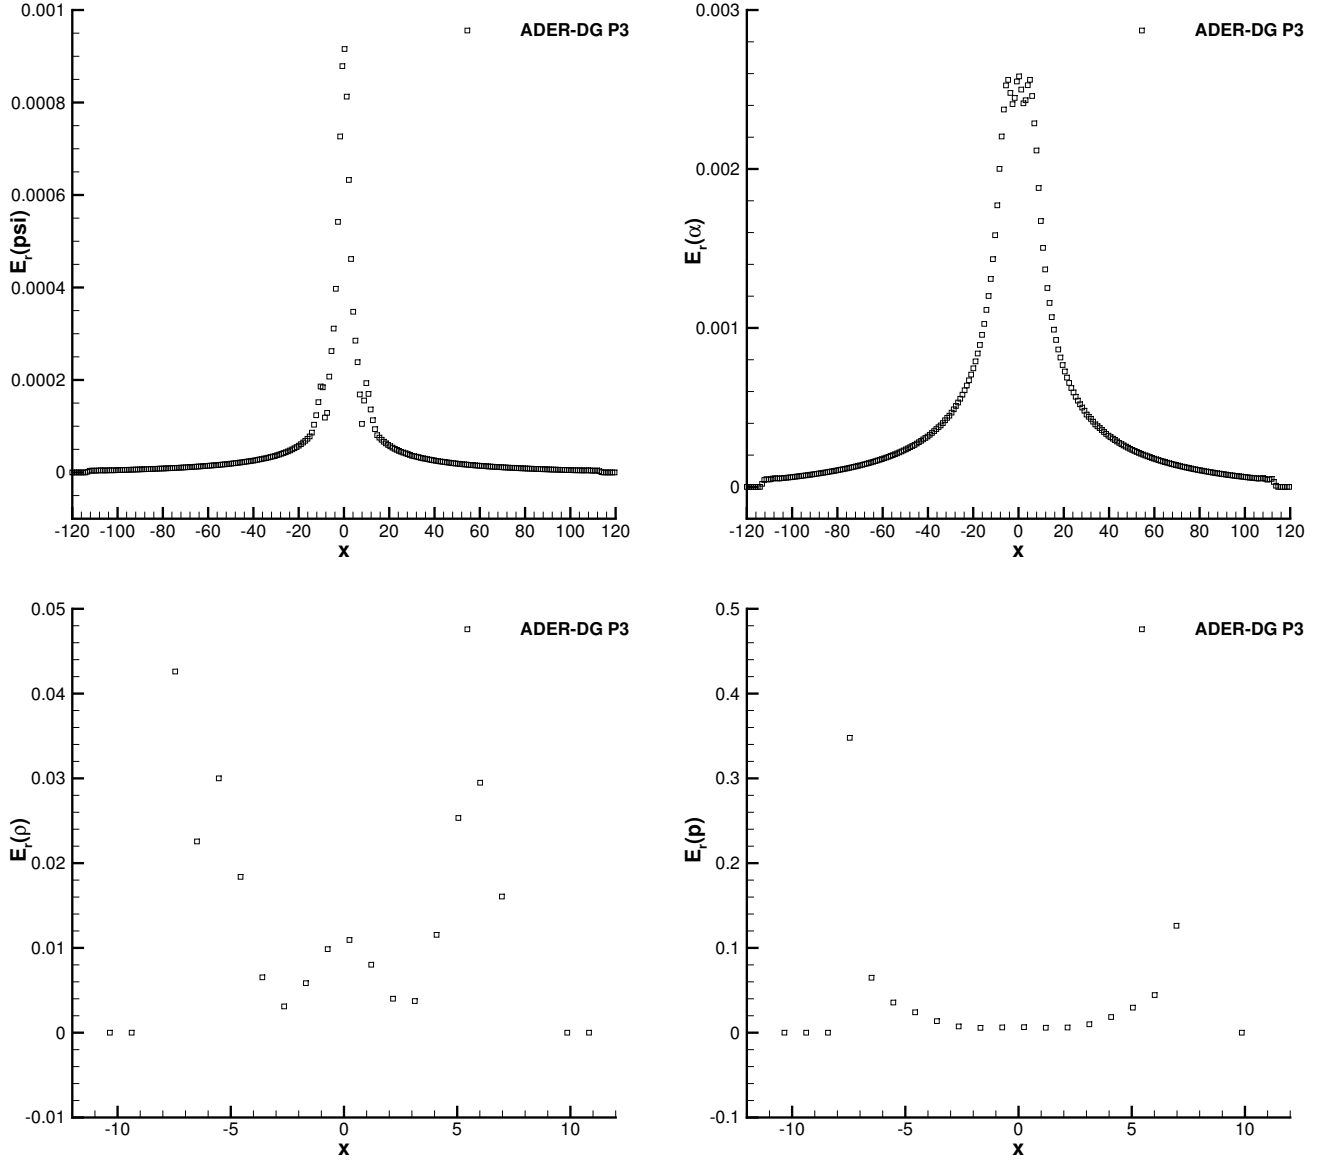 ADER-DG P3
E_r(psi)
0.001
0.0008
0.0006
0.0004
0.0002
0
-120 -100 -80 -60 -40 -20 0 20 40 60 80 100 120
x
ADER-DG P3
E_r(α)
0.003
0.002
0.001
0
-120 -100 -80 -60 -40 -20 0 20 40 60 80 100 120
x
ADER-DG P3
E_r(ρ)
0.05
0.04
0.03
0.02
0.01
0
-0.01
-10 -5 0 5 10
x
ADER-DG P3
E_r(p)
0.5
0.4
0.3
0.2
0.1
0
-0.1
-10 -5 0 5 10
x